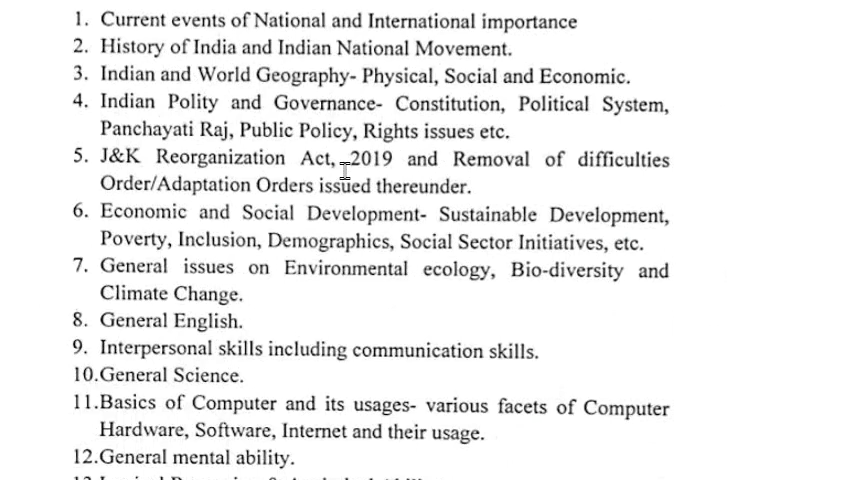 1. Current events of National and International importance
2. History of India and Indian National Movement.
3. Indian and World Geography- Physical, Social and Economic.
4. Indian Polity and Governance- Constitution, Political System,
Panchayati Raj, Public Policy, Rights issues etc.
5. J&K Reorganization Act, 2019 and Removal of difficulties
Order/Adaptation Orders issued thereunder.
6. Economic and Social Development- Sustainable Development,
Poverty, Inclusion, Demographics, Social Sector Initiatives, etc.
7. General issues on Environmental ecology, Bio-diversity and
Climate Change.
8. General English.
9. Interpersonal skills including communication skills.
10.General Science.
11.Basics of Computer and its usages- various facets of Computer
Hardware, Software, Internet and their usage.
12.General mental ability.